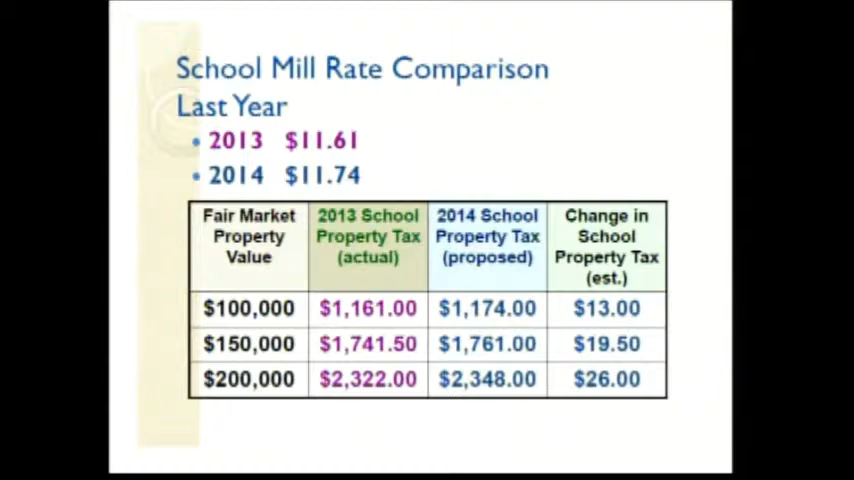 School Mill Rate Comparison
Last Year
• 2013 $11.61
• 2014 $11.74
Fair Market Property Value 2013 School Property Tax (actual) 2014 School Property Tax (proposed) Change in School Property Tax (est.)
$100,000 $1,161.00 $1,174.00 $13.00
$150,000 $1,741.50 $1,761.00 $19.50
$200,000 $2,322.00 $2,348.00 $26.00